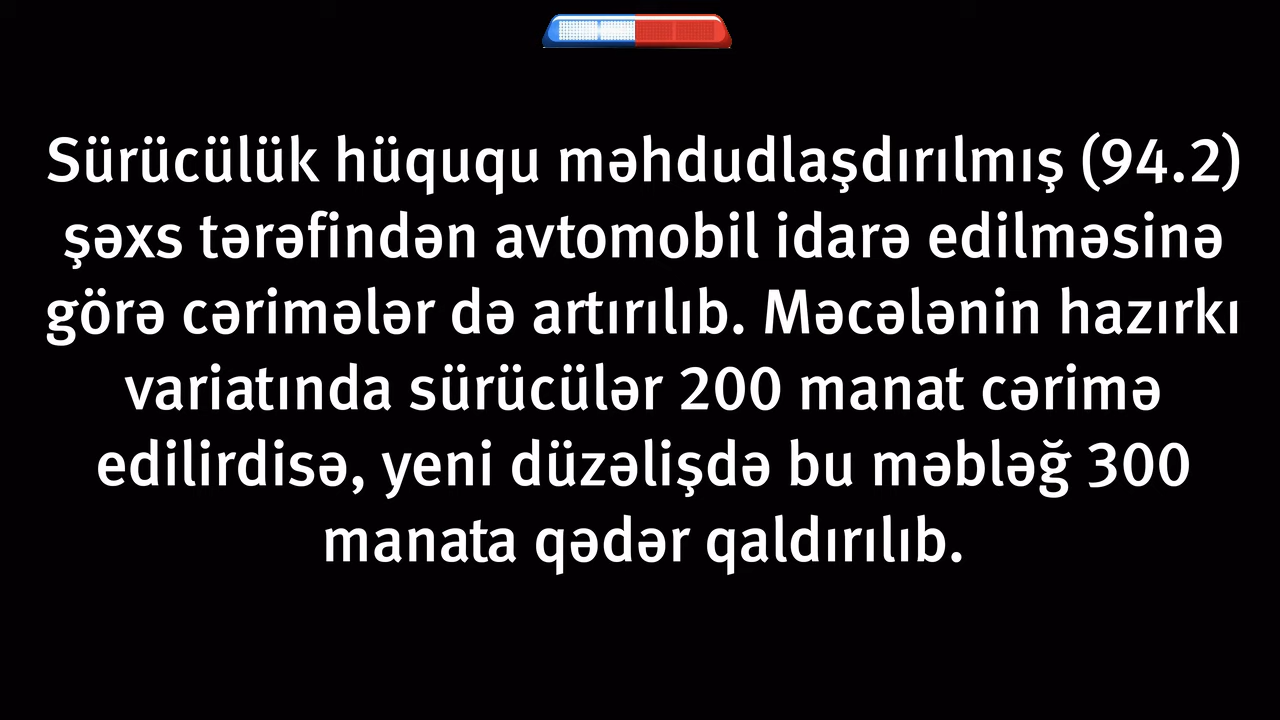 Sürücülük hüququ məhdudlaşdırılmış (94.2)
şəxs tərəfindən avtomobil idarə edilməsinə
görə cərimələr də artırılıb. Məcələnin hazırkı
variatında sürücülər 200 manat cərimə
edilirdisə, yeni düzəlişdə bu məbləğ 300
manata qədər qaldırılıb.